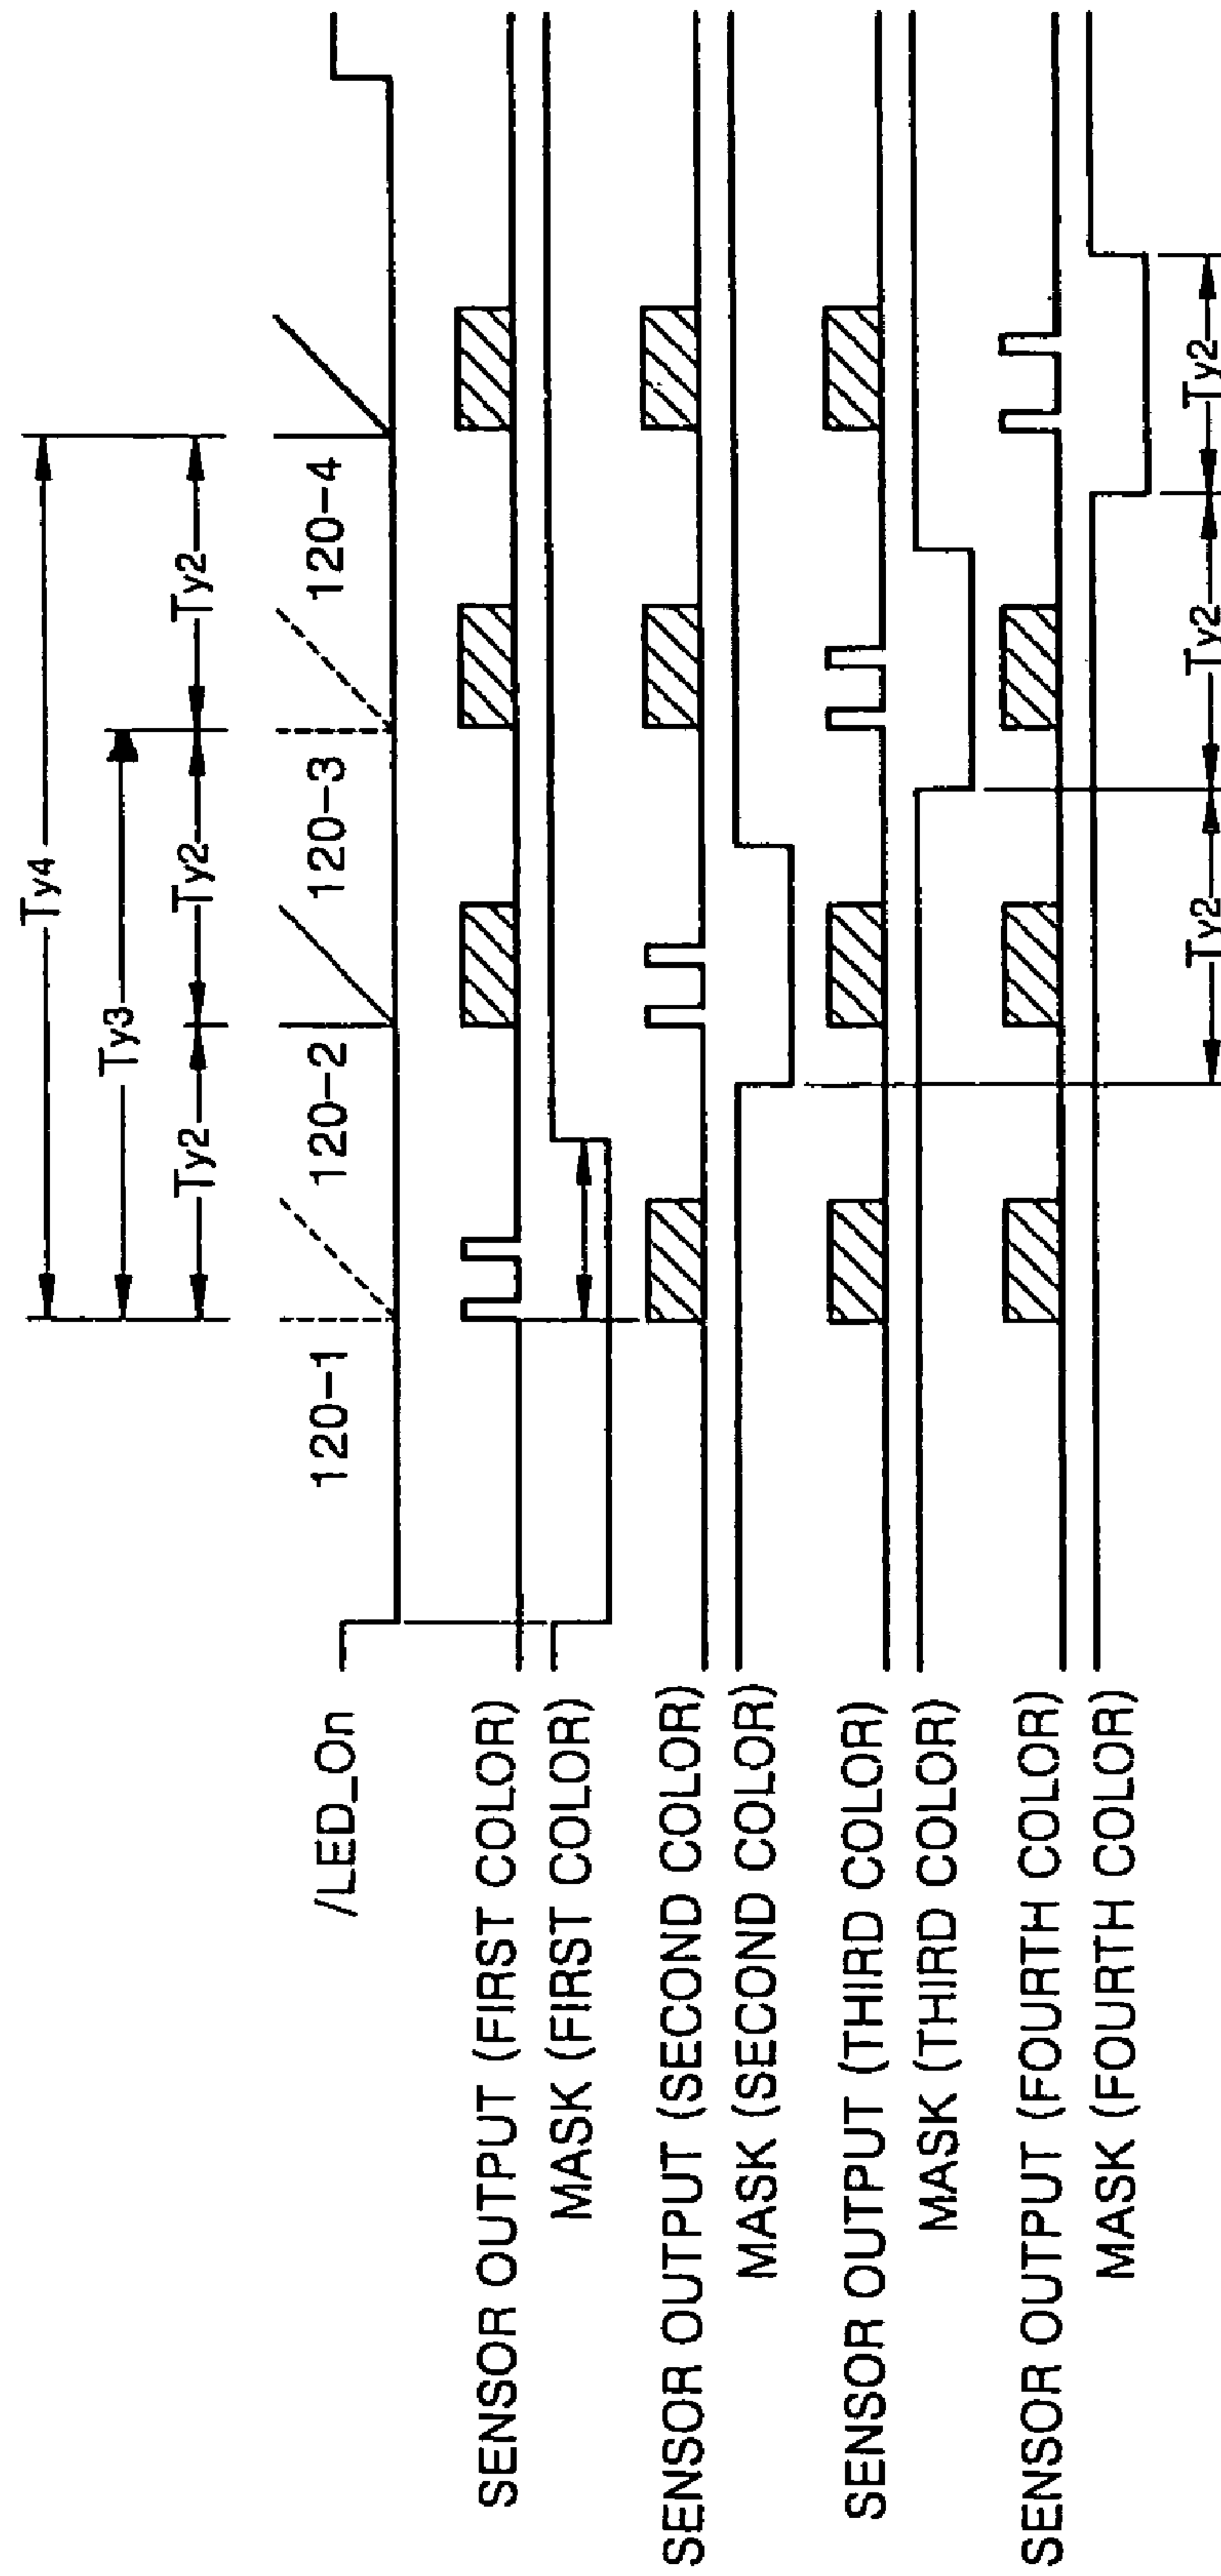 Ty4
Ty3
Ty2 Ty2 Ty2
120-1 120-2 120-3 120-4
/LED_On
SENSOR OUTPUT (FIRST COLOR)
MASK (FIRST COLOR)
SENSOR OUTPUT (SECOND COLOR)
MASK (SECOND COLOR)
SENSOR OUTPUT (THIRD COLOR)
MASK (THIRD COLOR)
SENSOR OUTPUT (FOURTH COLOR)
MASK (FOURTH COLOR)
Ty2 Ty2 Ty2